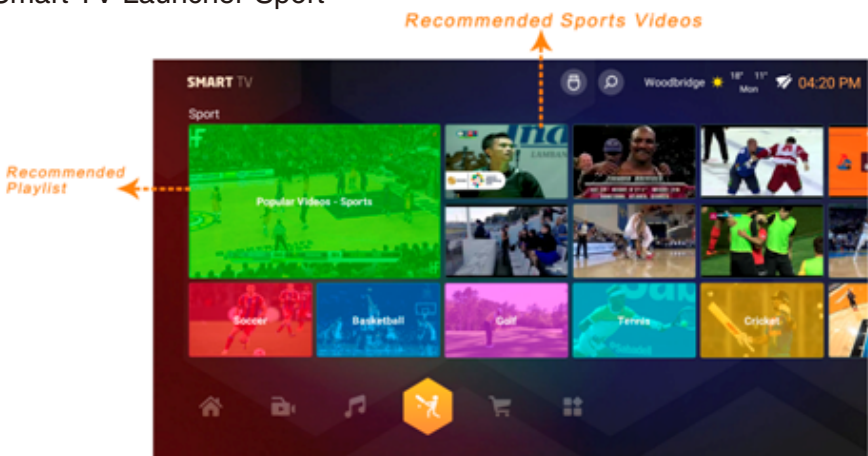 Smart TV Launcher Sport
Recommended Sports Videos
SMART TV
Woodbridge
18° 11°
Mon
04:20 PM
Sport
Recommended
Playlist
Popular Videos - Sports
Soccer
Basketball
Golf
Tennis
Cricket